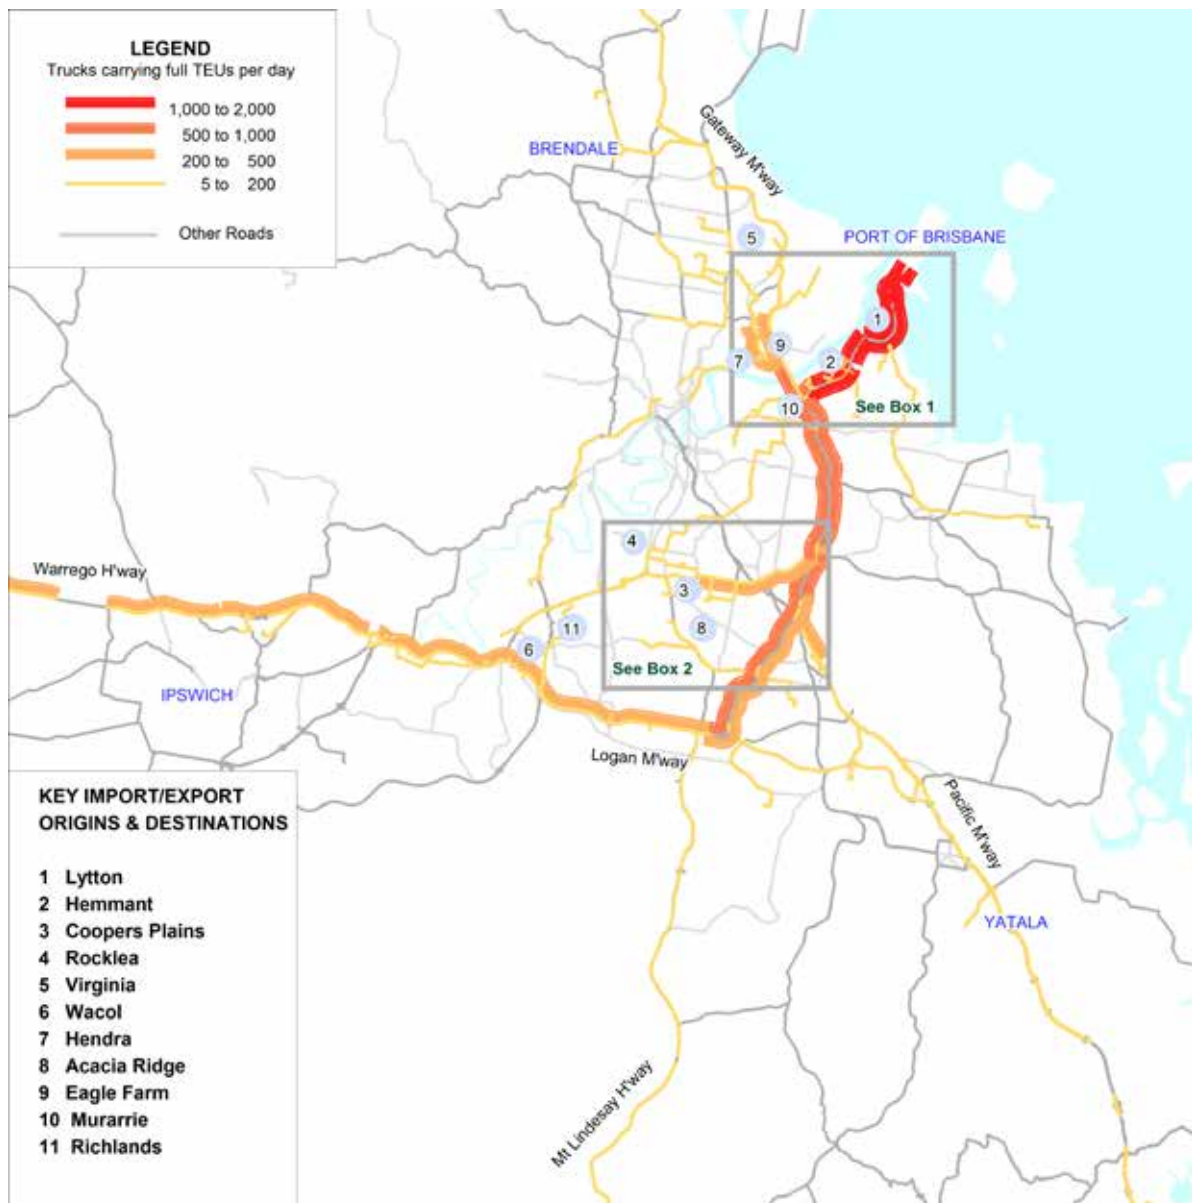 LEGEND
Trucks carrying full TEUs per day
1,000 to 2,000
500 to 1,000
200 to 500
5 to 200
Other Roads
BRENDALE
Gateway M'way
5
PORT OF BRISBANE
1
9
7
2
10
See Box 1
4
Warrego H'way
3
11
8
6
See Box 2
IPSWICH
Logan M'way
Pacific M'way
YATALA
Mt Lindesay H'way
KEY IMPORT/EXPORT
ORIGINS & DESTINATIONS
1 Lytton
2 Hemmant
3 Coopers Plains
4 Rocklea
5 Virginia
6 Wacol
7 Hendra
8 Acacia Ridge
9 Eagle Farm
10 Murarrie
11 Richlands